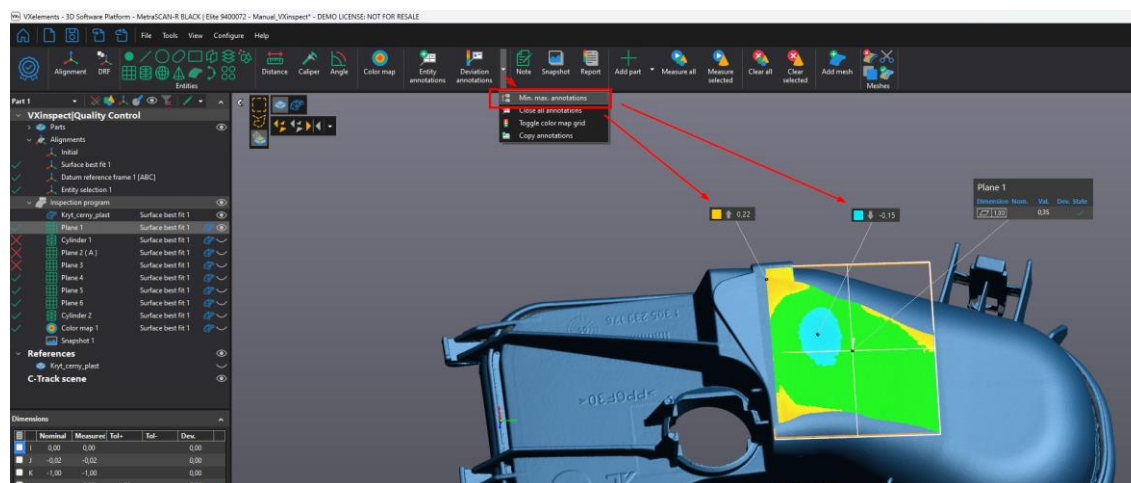 VXelements - 3D Software Platform - MetraSCAN-R BLACK | Elite 9400072 - Manual_VXinspect* - DEMO LICENSE: NOT FOR RESALE
File Tools View Configure Help
Alignment DRF Entities Distance Caliper Angle Color map Entity annotations Deviation annotations Note Snapshot Report Add part Measure all Measure selected Clear all Clear selected Add mesh Meshes
Part 1
VXinspect|Quality Control
Parts
Alignments
Initial
Surface best fit 1
Datum reference frame 1 [ABC]
Entity selection 1
Inspection program
Kryt_cerny_plast Surface best fit 1
Plane 1 Surface best fit 1
Cylinder 1 Surface best fit 1
Plane 2 ( A ) Surface best fit 1
Plane 3 Surface best fit 1
Plane 4 Surface best fit 1
Plane 5 Surface best fit 1
Plane 6 Surface best fit 1
Cylinder 2 Surface best fit 1
Color map 1 Surface best fit 1
Snapshot 1
References
Kryt_cerny_plast
C-Track scene
Dimensions
Nominal Measured Tol+ Tol- Dev.
I 0,00 0,00 0,00
J -0,02 -0,02 0,00
K -1,00 -1,00 0,00
Min. max. annotations
Close all annotations
Toggle color map grid
Copy annotations
0,22
-0,15
Plane 1
Dimension Nom. Val. Dev. State
1,00 0,35
>PPGF30<